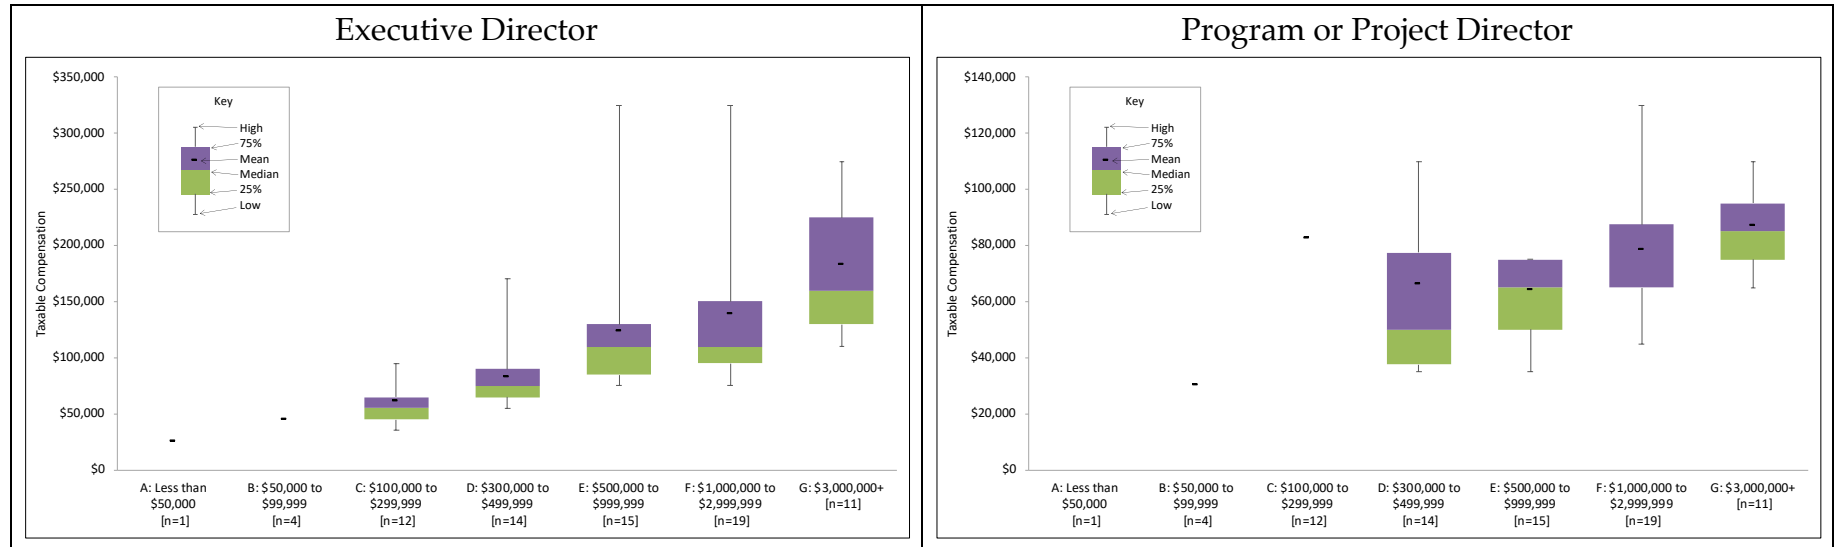 Executive Director
$350,000
$300,000
$250,000
$200,000
$150,000
$100,000
$50,000
$0
Taxable Compensation
Key
High
75%
Mean
Median
25%
Low
A: Less than
$50,000
[n=1]
B: $50,000 to
$99,999
[n=4]
C: $100,000 to
$299,999
[n=12]
D: $300,000 to
$499,999
[n=14]
E: $500,000 to
$999,999
[n=15]
F: $1,000,000 to
$2,999,999
[n=19]
G: $3,000,000+
[n=11]
Program or Project Director
$140,000
$120,000
$100,000
$80,000
$60,000
$40,000
$20,000
$0
Taxable Compensation
Key
High
75%
Mean
Median
25%
Low
A: Less than
$50,000
[n=1]
B: $50,000 to
$99,999
[n=4]
C: $100,000 to
$299,999
[n=12]
D: $300,000 to
$499,999
[n=14]
E: $500,000 to
$999,999
[n=15]
F: $1,000,000 to
$2,999,999
[n=19]
G: $3,000,000+
[n=11]